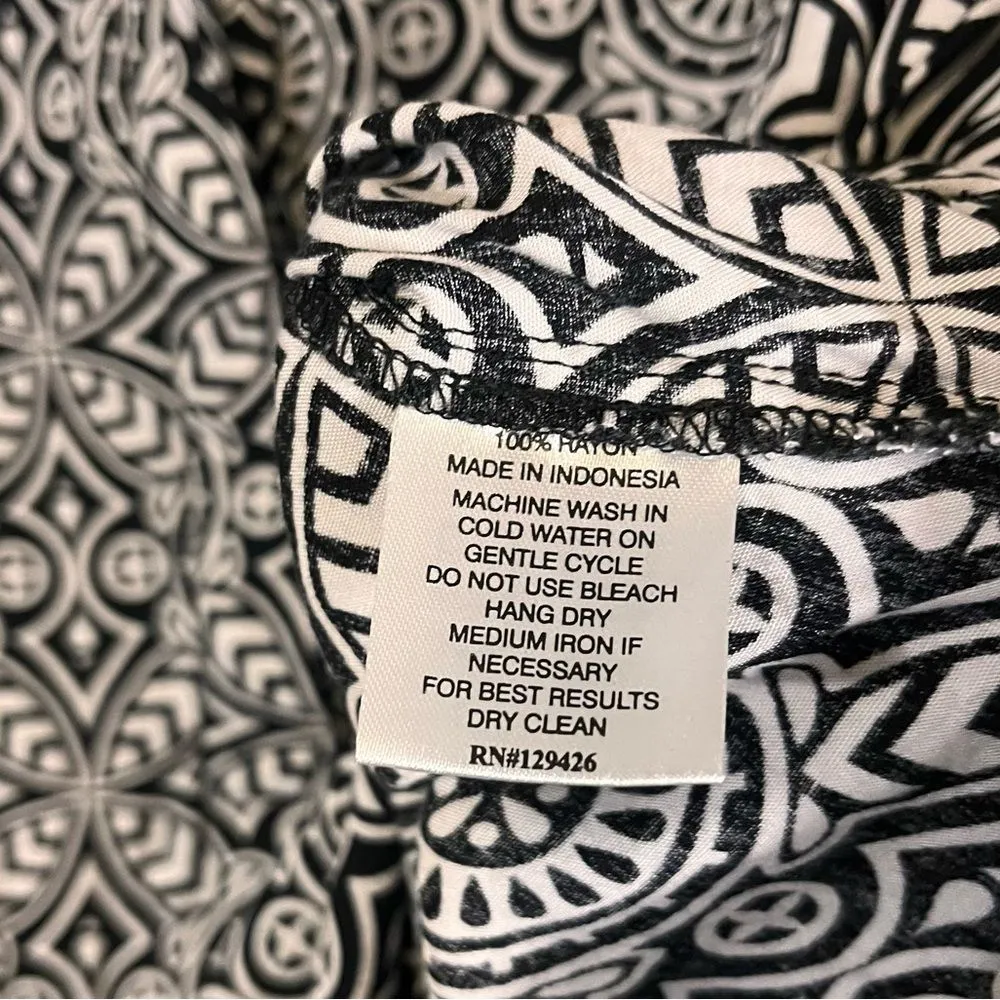 100% RAYON
MADE IN INDONESIA
MACHINE WASH IN
COLD WATER ON
GENTLE CYCLE
DO NOT USE BLEACH
HANG DRY
MEDIUM IRON IF
NECESSARY
FOR BEST RESULTS
DRY CLEAN
RN#129426